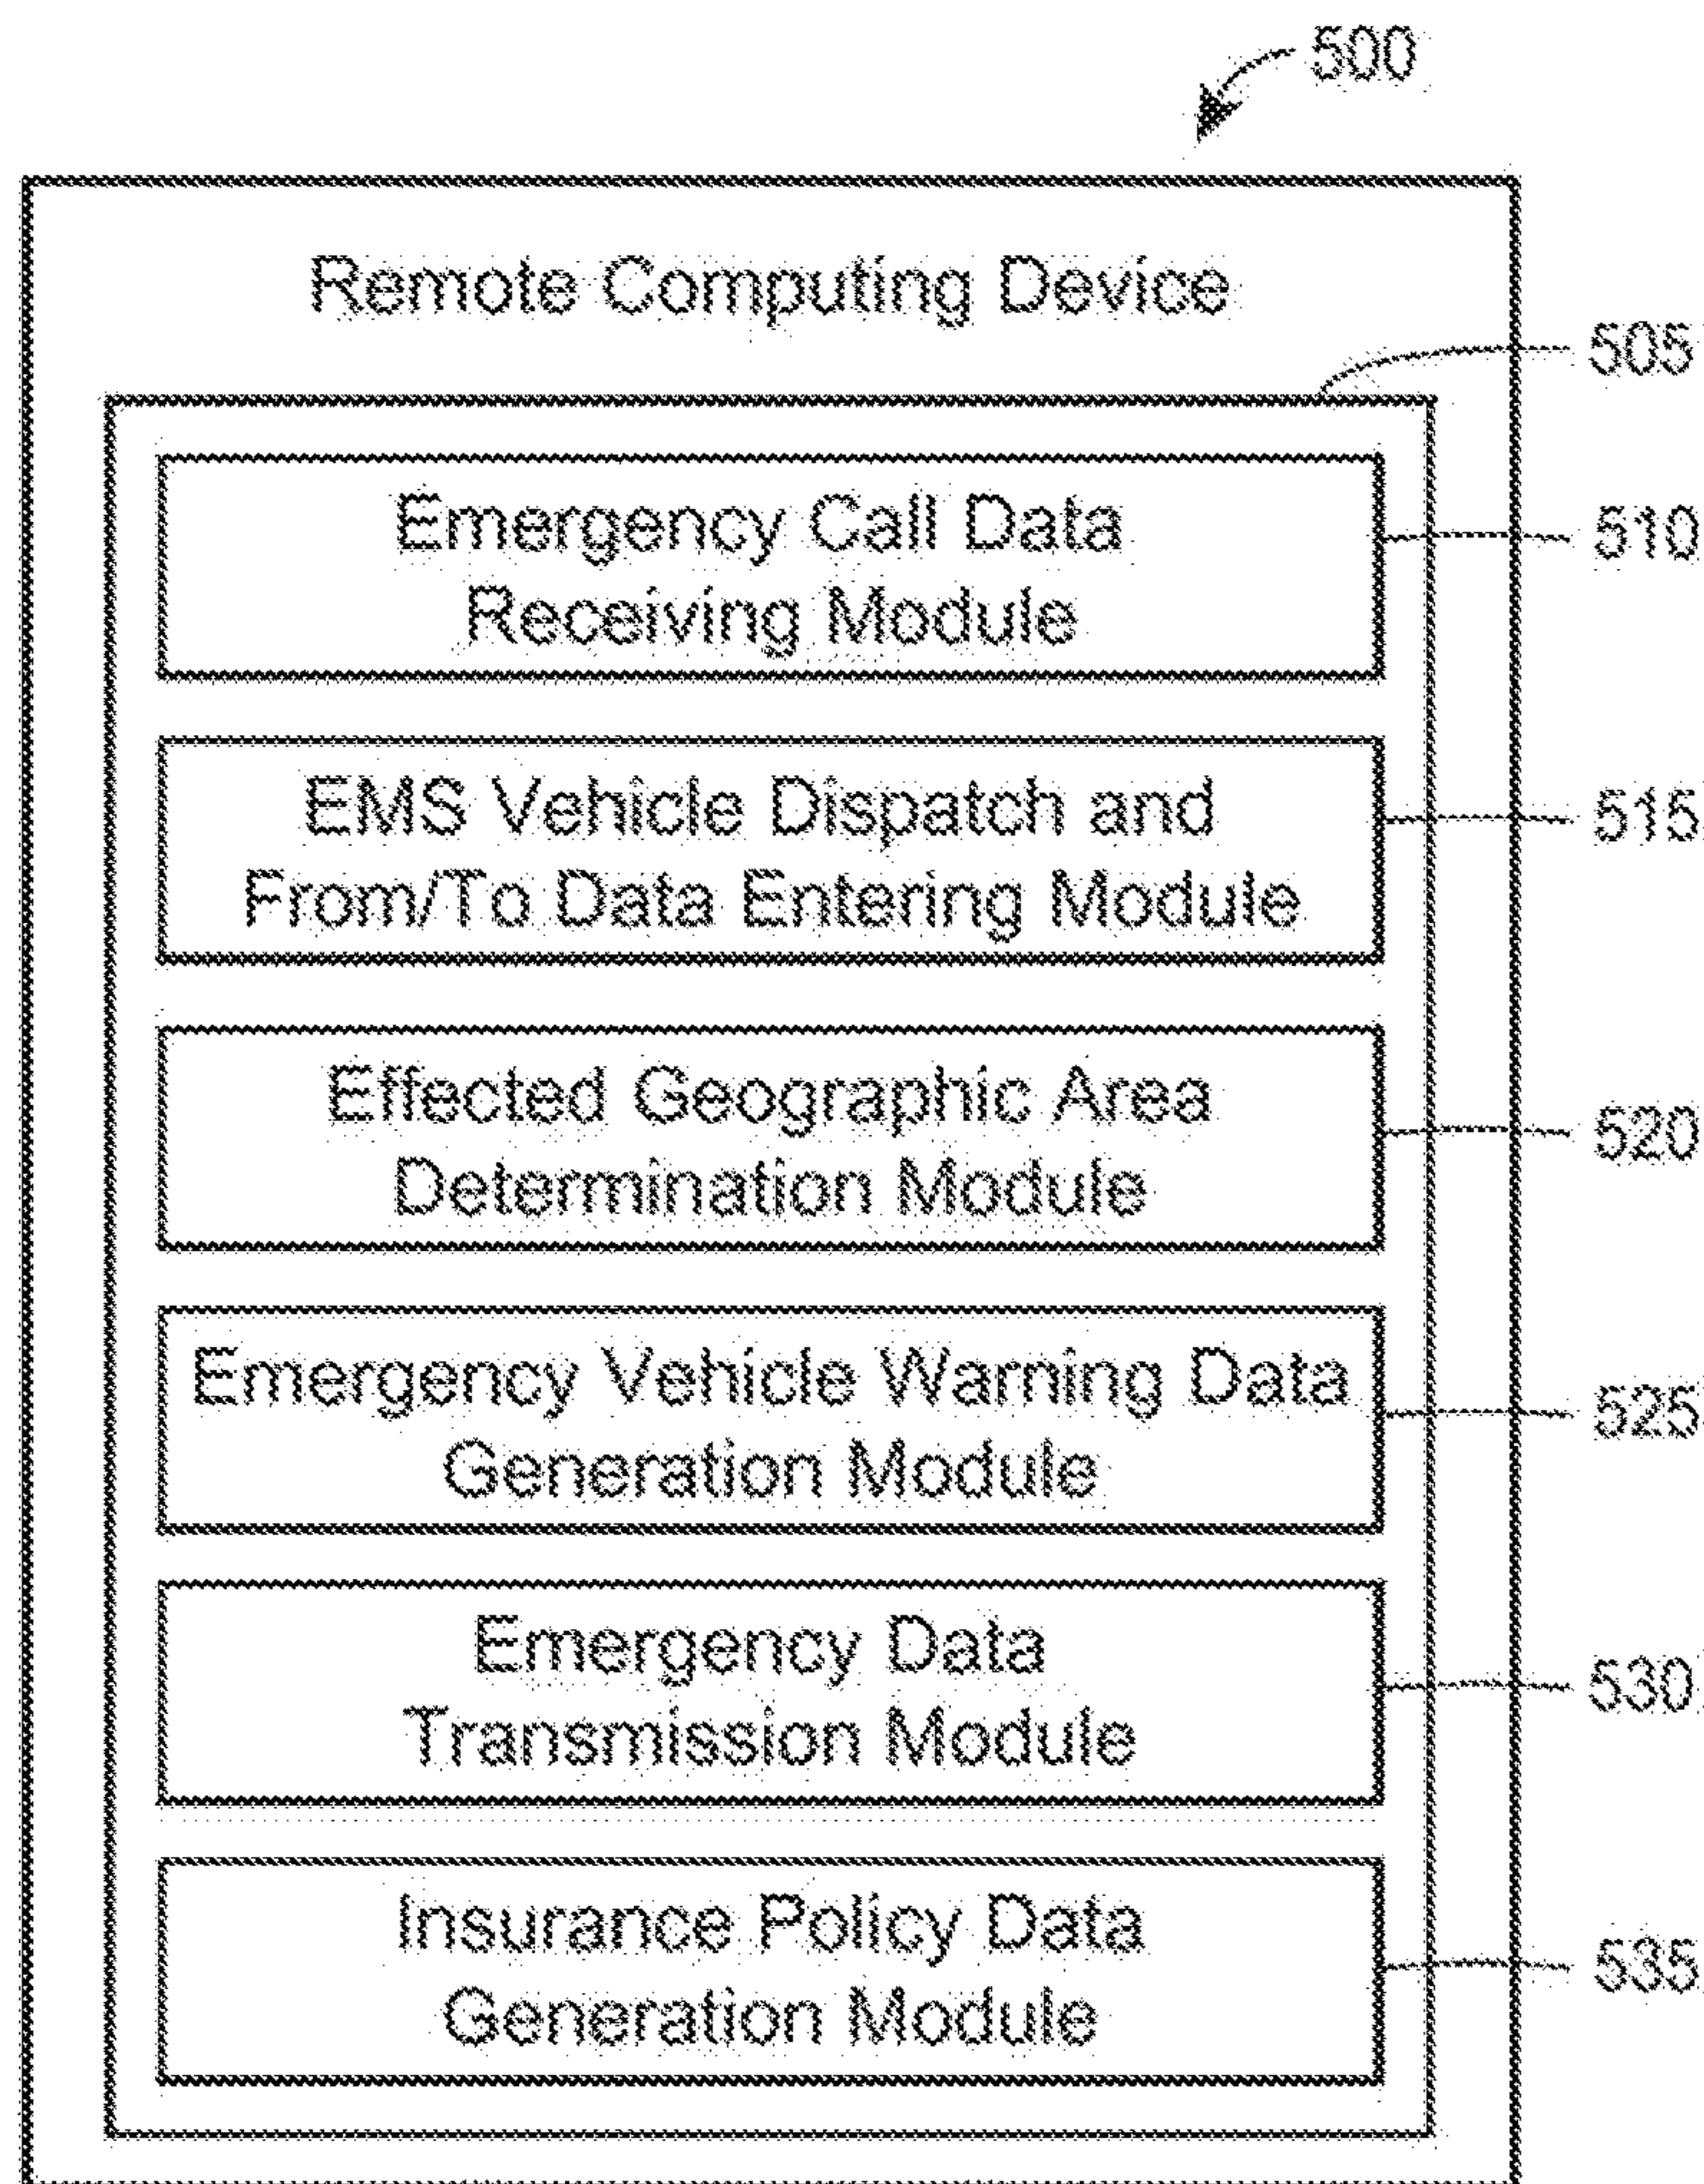 500
Remote Computing Device
505
Emergency Call Data
Receiving Module
510
EMS Vehicle Dispatch and
From/To Data Entering Module
515
Effected Geographic Area
Determination Module
520
Emergency Vehicle Warning Data
Generation Module
525
Emergency Data
Transmission Module
530
Insurance Policy Data
Generation Module
535